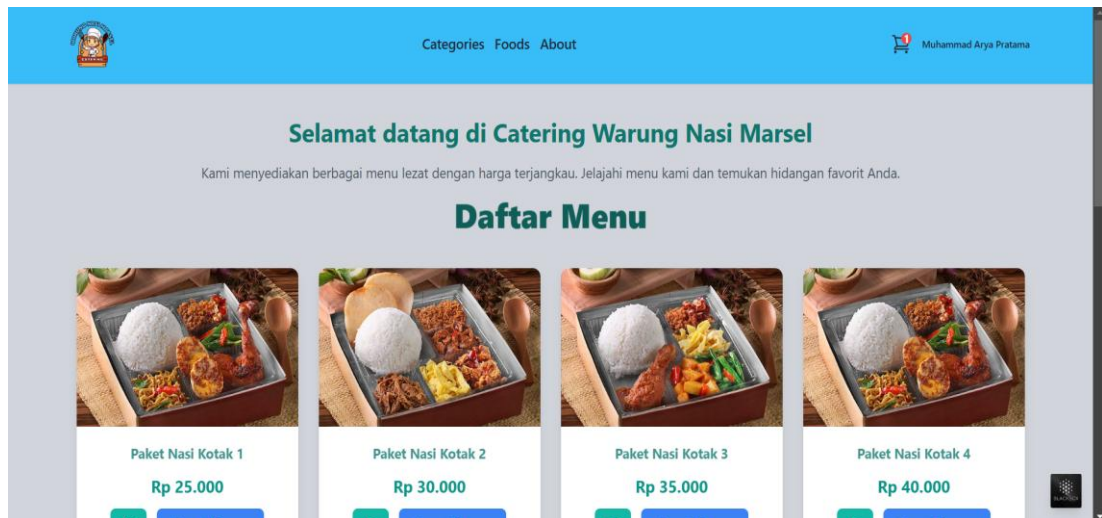 CATERING
Categories Foods About
1
Muhammad Arya Pratama
Selamat datang di Catering Warung Nasi Marsel
Kami menyediakan berbagai menu lezat dengan harga terjangkau. Jelajahi menu kami dan temukan hidangan favorit Anda.
Daftar Menu
Paket Nasi Kotak 1
Paket Nasi Kotak 2
Paket Nasi Kotak 3
Paket Nasi Kotak 4
Rp 25.000
Rp 30.000
Rp 35.000
Rp 40.000
BLACKBOX